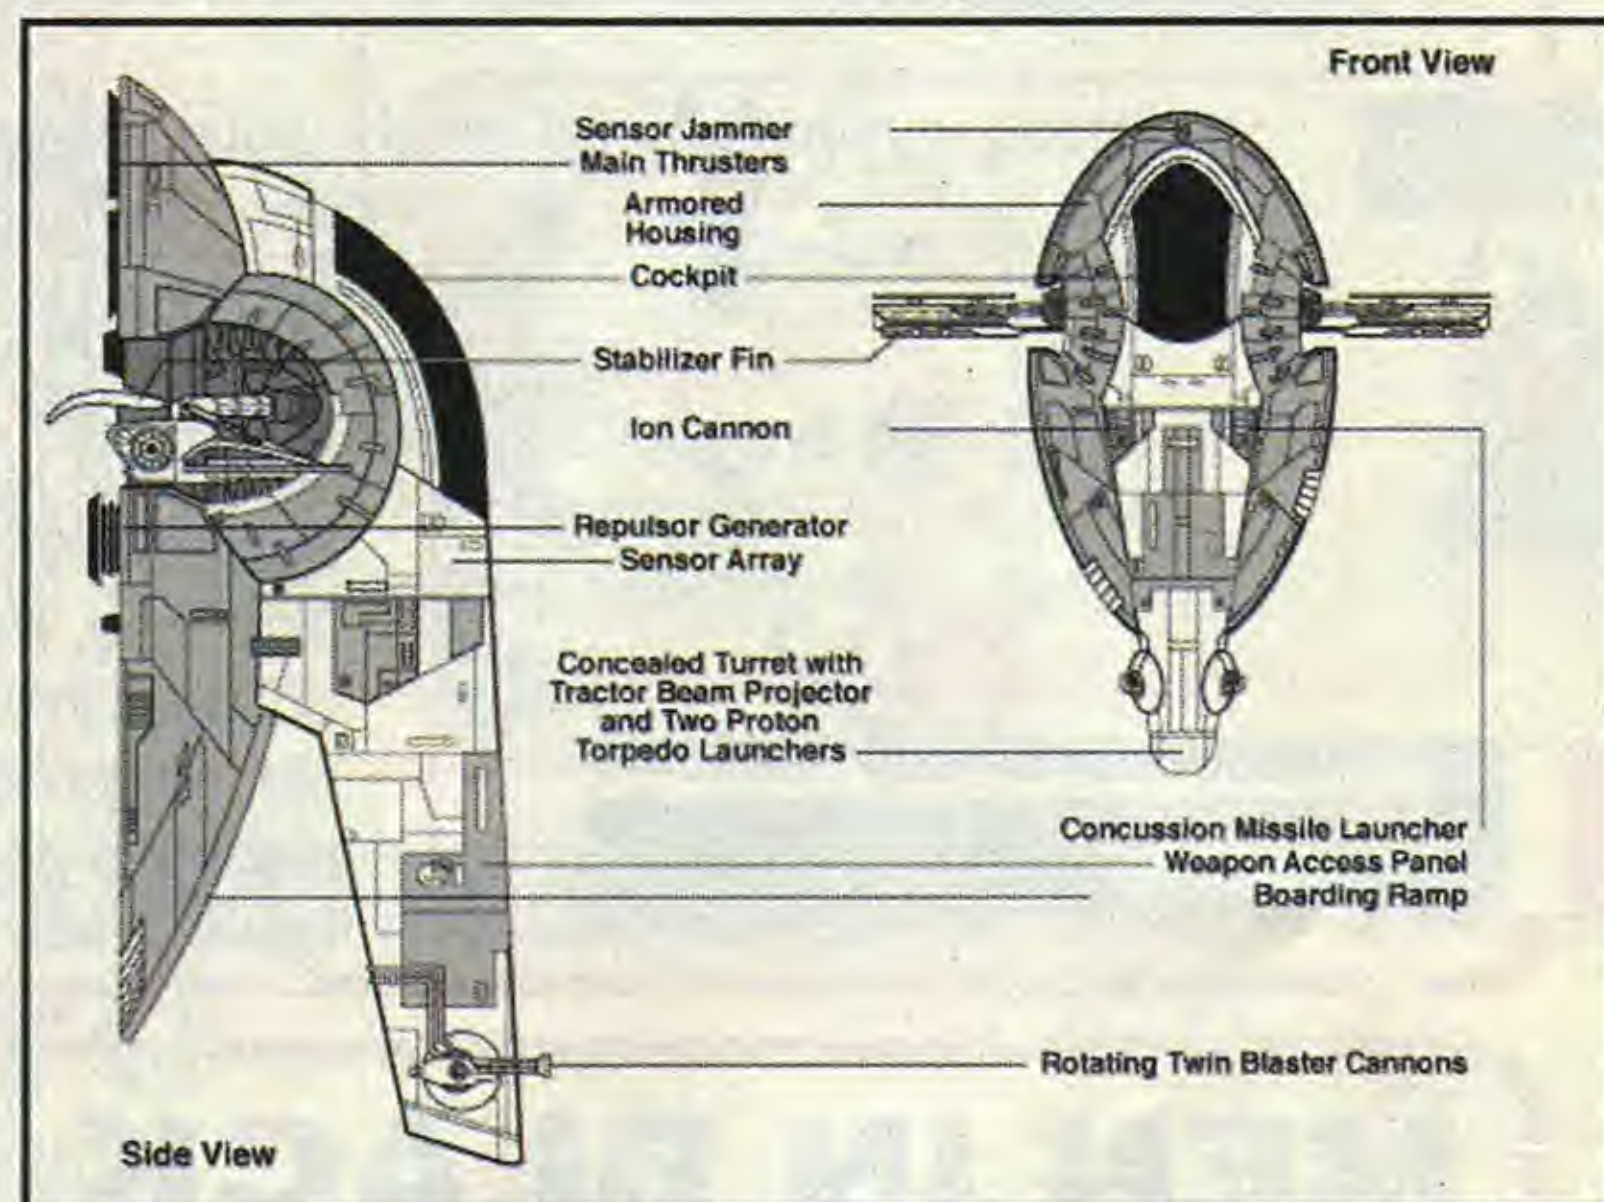 Front View
Sensor Jammer
Main Thrusters
Armored
Housing
Cockpit
Stabilizer Fin
Ion Cannon
Repulsor Generator
Sensor Array
Concealed Turret with
Tractor Beam Projector
and Two Proton
Torpedo Launchers
Concussion Missile Launcher
Weapon Access Panel
Boarding Ramp
Rotating Twin Blaster Cannons
Side View